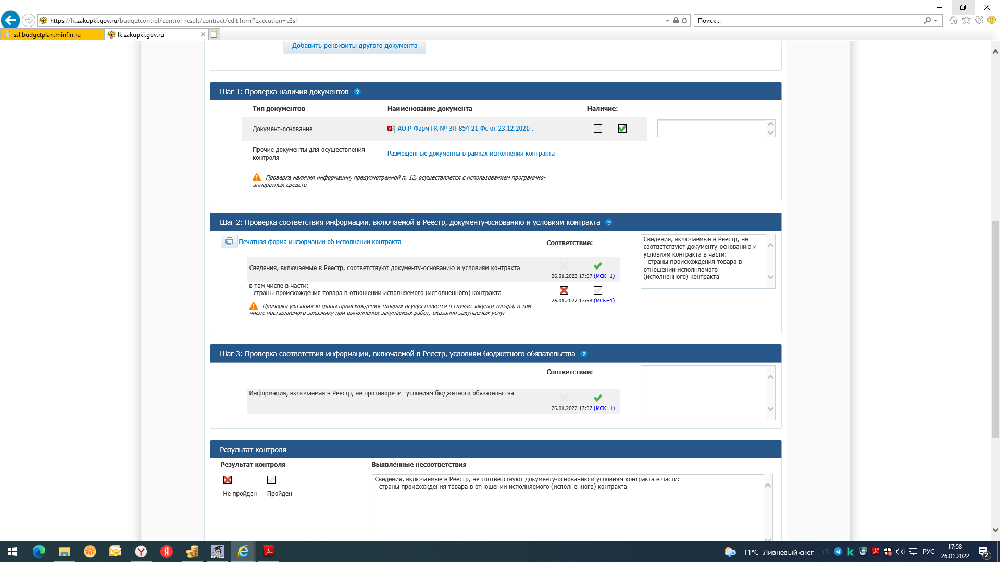 https://lk.zakupki.gov.ru/budgetcontrol/control-result/contract/edit.html?execution=e3s1
Поиск...
ssl.budgetplan.minfin.ru
lk.zakupki.gov.ru
Добавить реквизиты другого документа
Шаг 1: Проверка наличия документов ?
Тип документов Наименование документа Наличие:
Документ-основание АО Р-Фарм ГК № ЗП-854-21-Фс от 23.12.2021г.
Прочие документы для осуществления
контроля
Размещенные документы в рамках исполнения контракта
Проверка наличия информации, предусмотренной п. 12, осуществляется с использованием программно-
аппаратных средств
Шаг 2: Проверка соответствия информации, включаемой в Реестр, документу-основанию и условиям контракта ?
Печатная форма информации об исполнении контракта
Соответствие:
Сведения, включаемые в Реестр, соответствуют документу-основанию и условиям контракта
26.01.2022 17:57 (МСК+1)
в том числе в части:
- страны происхождения товара в отношении исполняемого (исполненного) контракта
26.01.2022 17:58 (МСК+1)
Проверка указания «страны происхождения товара» осуществляется в случае закупки товара, в том
числе поставляемого заказчику при выполнении закупаемых работ, оказании закупаемых услуг
Сведения, включаемые в Реестр, не
соответствуют документу-основанию и
условиям контракта в части:
- страны происхождения товара в
отношении исполняемого
(исполненного) контракта
Шаг 3: Проверка соответствия информации, включаемой в Реестр, условиям бюджетного обязательства ?
Соответствие:
Информация, включаемая в Реестр, не противоречит условиям бюджетного обязательства
26.01.2022 17:57 (МСК+1)
Результат контроля
Результат контроля
Не пройден Пройден
Выявленные несоответствия
Сведения, включаемые в Реестр, не соответствуют документу-основанию и условиям контракта в части:
- страны происхождения товара в отношении исполняемого (исполненного) контракта
-11°C Ливневый снег
РУС
17:58
26.01.2022
2